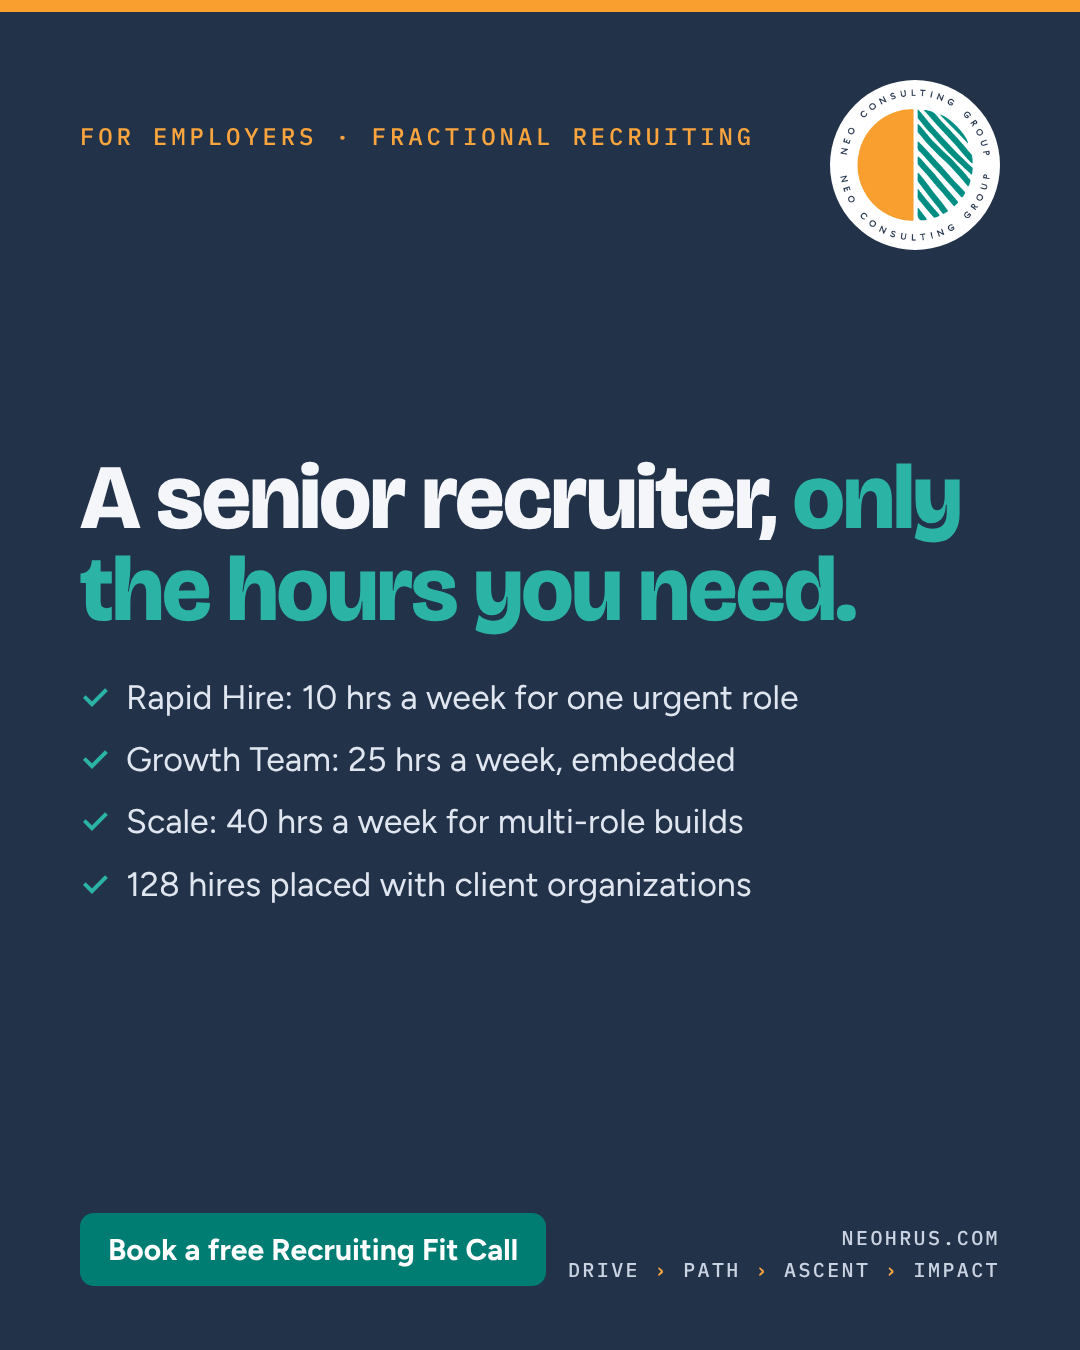 FOR EMPLOYERS · FRACTIONAL RECRUITING
NEO CONSULTING GROUP
NEO CONSULTING GROUP
A senior recruiter, only
the hours you need.
Rapid Hire: 10 hrs a week for one urgent role
Growth Team: 25 hrs a week, embedded
Scale: 40 hrs a week for multi-role builds
128 hires placed with client organizations
Book a free Recruiting Fit Call
NEOHRUS.COM
DRIVE › PATH › ASCENT › IMPACT